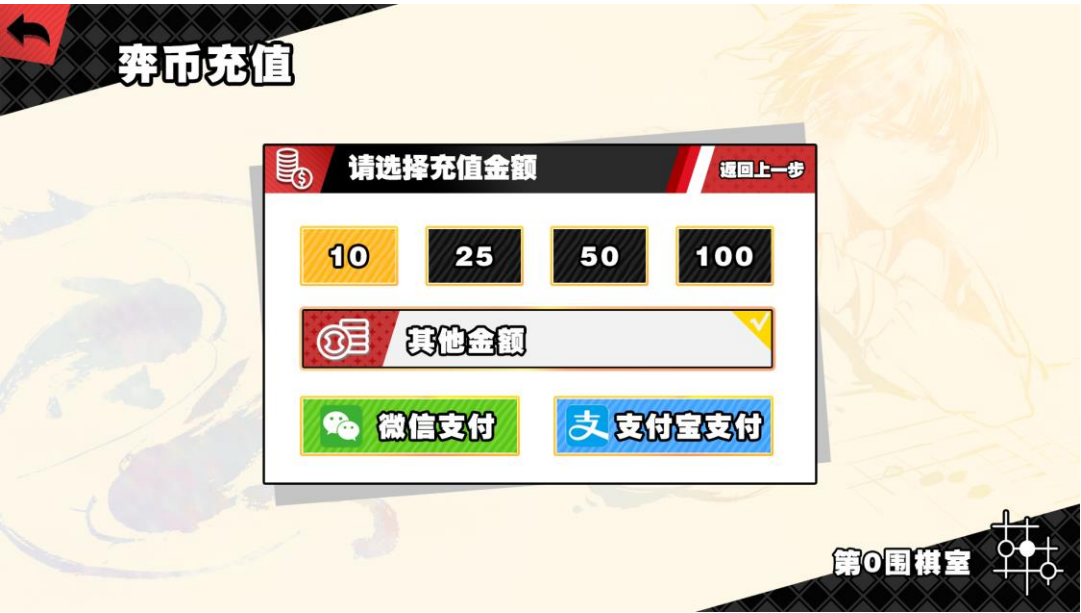 弈币充值
请选择充值金额
返回上一步
10
25
50
100
其他金额
微信支付
支 支付宝支付
第0围棋室